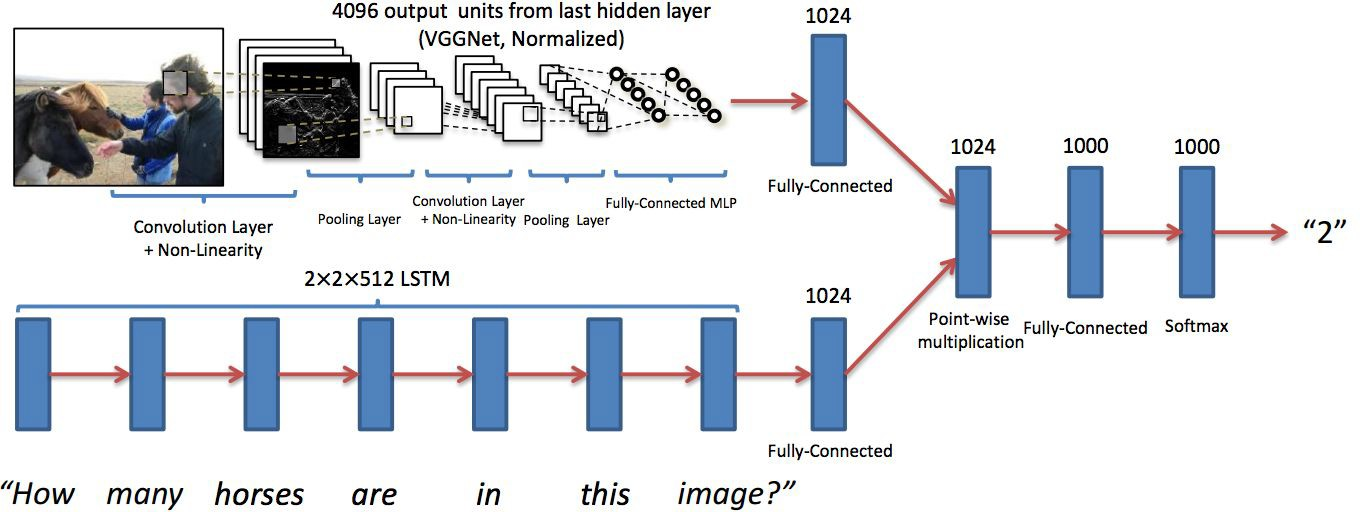 4096 output units from last hidden layer
(VGGNet, Normalized)
1024
Fully-Connected
Convolution Layer
+ Non-Linearity
Pooling Layer
Convolution Layer
+ Non-Linearity
Pooling Layer
Fully-Connected MLP
2×2×512 LSTM
1024
Fully-Connected
1024
Point-wise
multiplication
1000
Fully-Connected
1000
Softmax
“2”
“How many horses are in this image?”